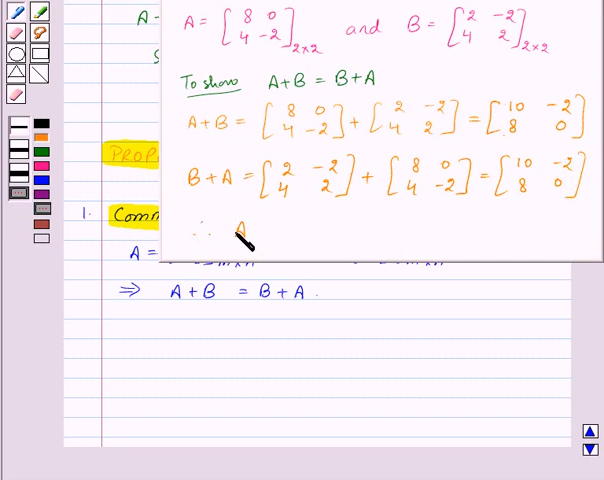 A-
S
A = [8 0
4 -2]2×2 and B = [2 -2
4 2]2×2
To show A+B = B+A
A+B = [8 0
4 -2] + [2 -2
4 2] = [10 -2
8 0]
B+A = [2 -2
4 2] + [8 0
4 -2] = [10 -2
8 0]
∴ A
PROP
1. Comm
A =
⇒ A+B = B+A.